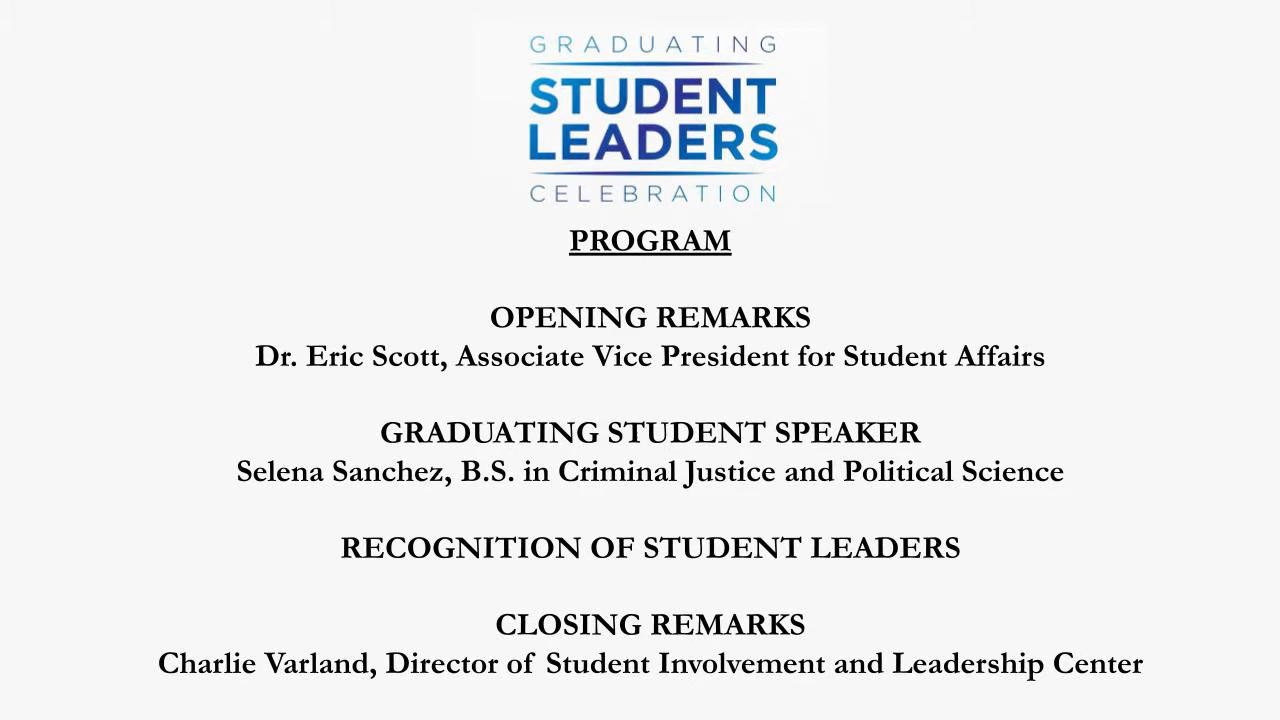 GRADUATING
STUDENT
LEADERS
CELEBRATION
PROGRAM
OPENING REMARKS
Dr. Eric Scott, Associate Vice President for Student Affairs
GRADUATING STUDENT SPEAKER
Selena Sanchez, B.S. in Criminal Justice and Political Science
RECOGNITION OF STUDENT LEADERS
CLOSING REMARKS
Charlie Varland, Director of Student Involvement and Leadership Center